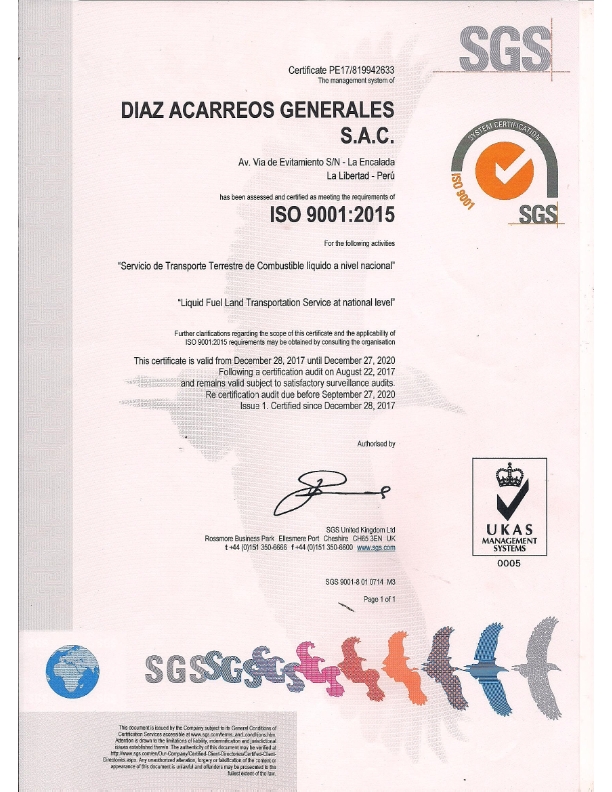 SGS
Certificate PE17/819942633
The management system of
DIAZ ACARREOS GENERALES
S.A.C.
Av. Via de Evitamiento S/N - La Encalada
La Libertad - Perú
has been assessed and certified as meeting the requirements of
ISO 9001:2015
For the following activities
"Servicio de Transporte Terrestre de Combustible líquido a nivel nacional"
"Liquid Fuel Land Transportation Service at national level"
Further clarifications regarding the scope of this certificate and the applicability of
ISO 9001:2015 requirements may be obtained by consulting the organisation
This certificate is valid from December 28, 2017 until December 27, 2020
Following a certification audit on August 22, 2017
and remains valid subject to satisfactory surveillance audits.
Re certification audit due before September 27, 2020
Issue 1. Certified since December 28, 2017
Authorised by
SGS United Kingdom Ltd
Rossmore Business Park Ellesmere Port Cheshire CH65 3EN UK
t +44 (0)151 350-6666 f +44 (0)151 350-6600 www.sgs.com
SGS 9001-8 01 0714 M3
Page 1 of 1
SYSTEM CERTIFICATION
ISO 9001
SGS
UKAS
MANAGEMENT
SYSTEMS
0005
SGSSGSSGS
This document is issued by the Company subject to its General Conditions of
Certification Services accessible at www.sgs.com/terms_and_conditions.htm.
Attention is drawn to the limitations of liability, indemnification and jurisdictional
issues established therein. The authenticity of this document may be verified at
http://www.sgs.com/en/Our-Company/Certified-Client-Directories/Certified-Client-
Directories.aspx. Any unauthorized alteration, forgery or falsification of the content or
appearance of this document is unlawful and offenders may be prosecuted to the
fullest extent of the law.